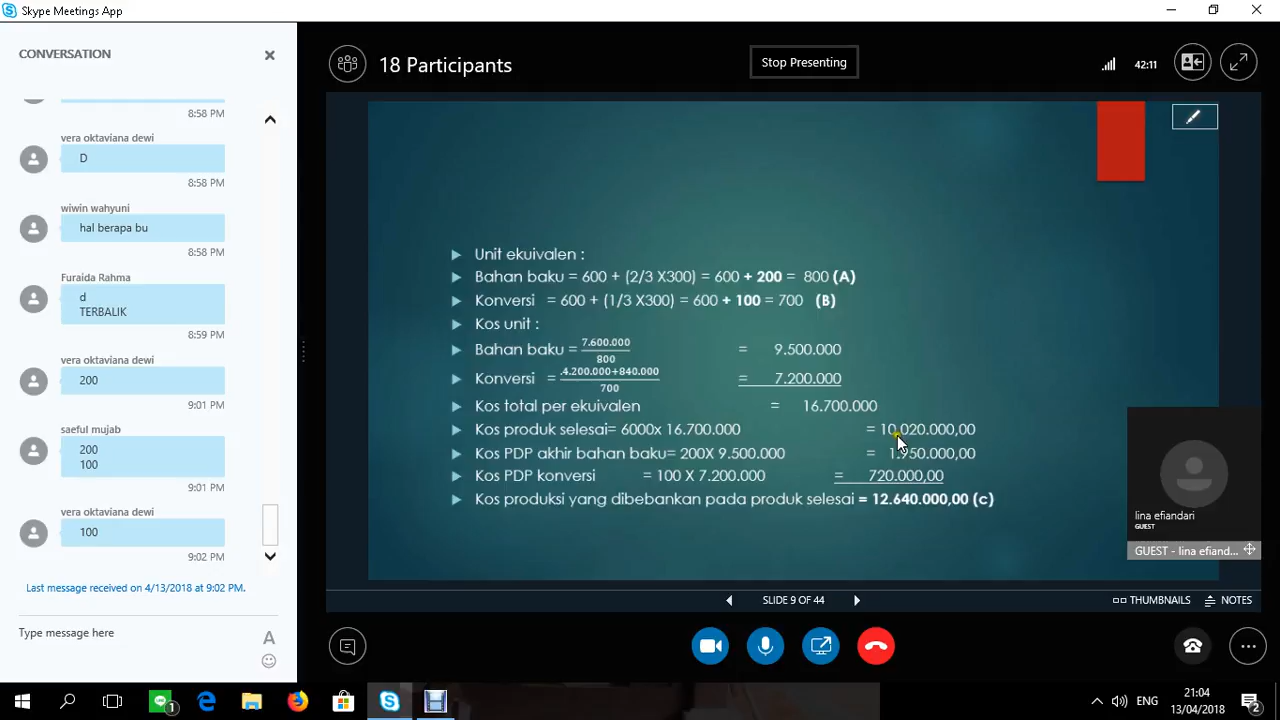 Skype Meetings App
CONVERSATION
8:58 PM
vera oktaviana dewi
D
8:58 PM
wiwin wahyuni
hal berapa bu
8:58 PM
Furaida Rahma
d
TERBALIK
8:59 PM
vera oktaviana dewi
200
9:01 PM
saeful mujab
200
100
9:01 PM
vera oktaviana dewi
100
9:02 PM
Last message received on 4/13/2018 at 9:02 PM.
Type message here
A
18 Participants
Stop Presenting
42:11
Unit ekuivalen :
Bahan baku = 600 + (2/3 X300) = 600 + 200 = 800 (A)
Konversi = 600 + (1/3 X300) = 600 + 100 = 700 (B)
Kos unit :
Bahan baku = 7.600.000/800 = 9.500.000
Konversi = .4.200.000+840.000/700 = 7.200.000
Kos total per ekuivalen = 16.700.000
Kos produk selesai= 6000x 16.700.000 = 10.020.000,00
Kos PDP akhir bahan baku= 200X 9.500.000 = 1.950.000,00
Kos PDP konversi = 100 X 7.200.000 = 720.000,00
Kos produksi yang dibebankan pada produk selesai = 12.640.000,00 (c)
lina efiandari
GUEST
GUEST - lina efiand...
SLIDE 9 OF 44
THUMBNAILS
NOTES
1
ENG
21:04
13/04/2018
2